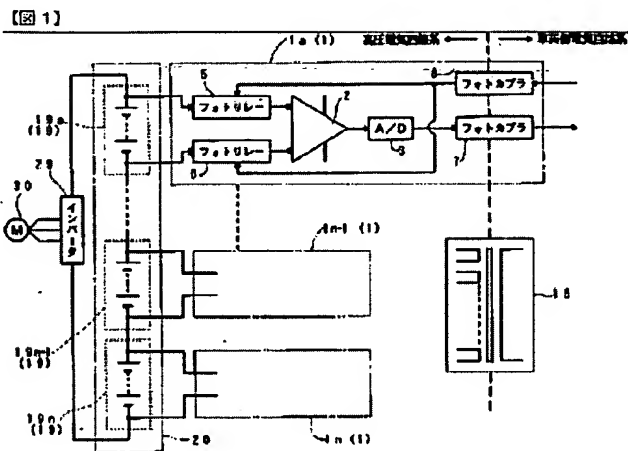 【図1】
1a (1)
高圧電気回路系
車両側電気回路系
5
フォトリレー
2
8
フォトカプラ
19a
(19)
A/D
3
フォトカプラ
7
フォトリレー
6
29
30
M
インバータ
1n-1 (1)
18
19n-1
(19)
19n
(19)
20
1n (1)